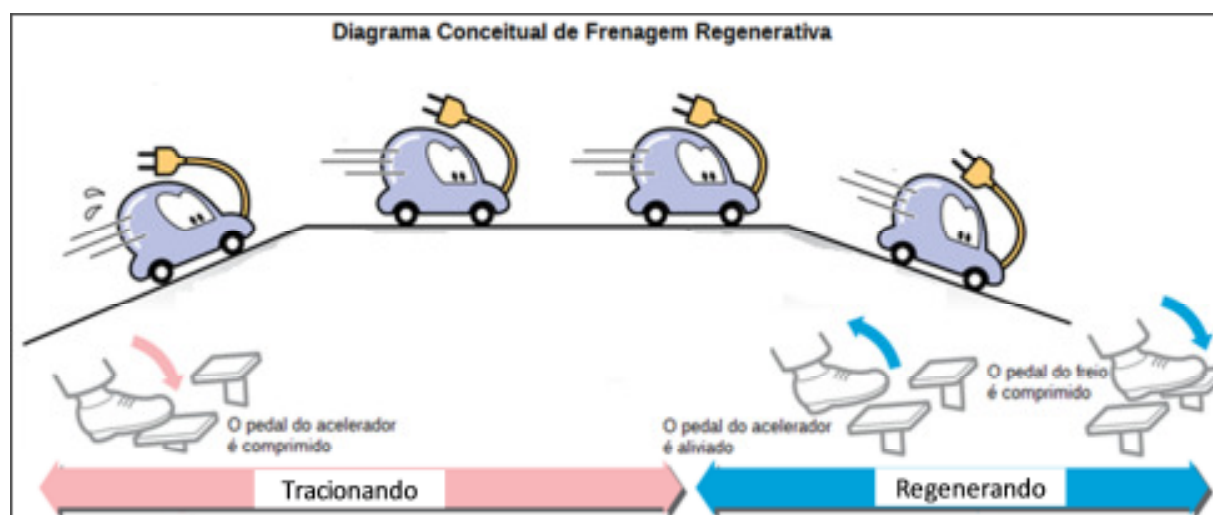 Diagrama Conceitual de Frenagem Regenerativa
O pedal do acelerador
é comprimido
O pedal do acelerador
é aliviado
O pedal do freio
é comprimido
Tracionando
Regenerando